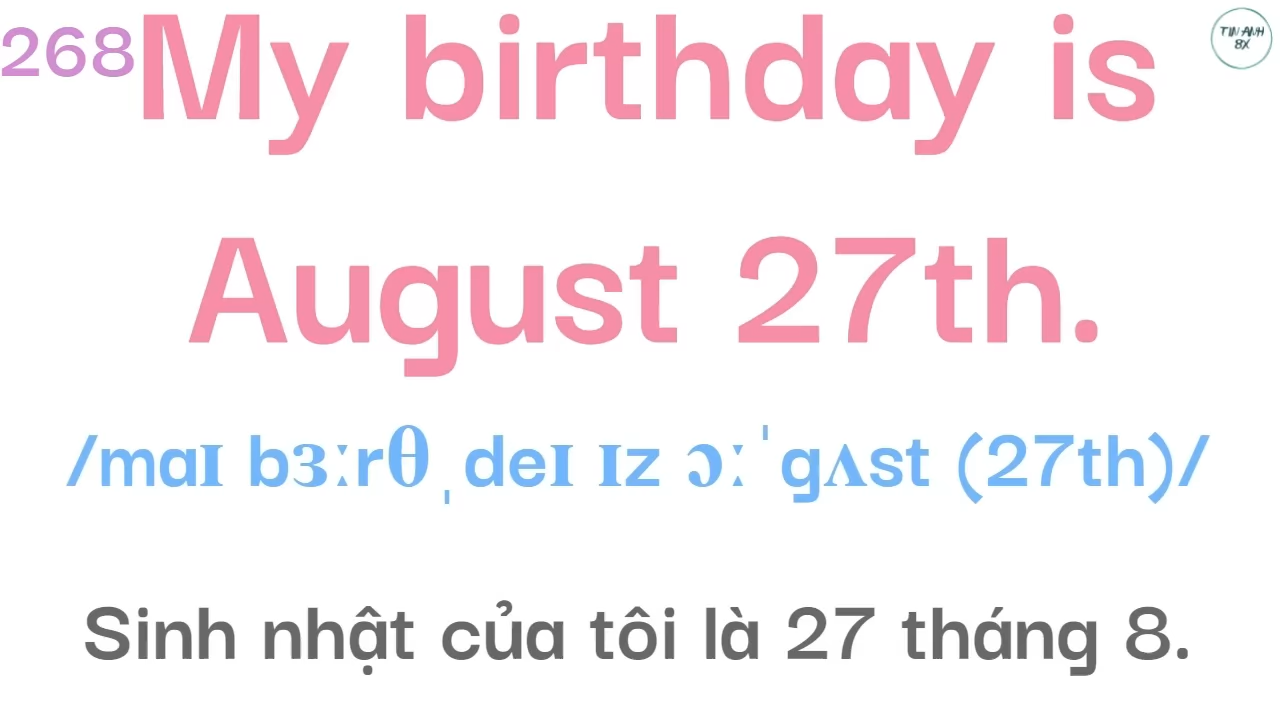 268
My birthday is
TIN ANH
8X
August 27th.
/maɪ bɜːrθˌdeɪ ɪz ɔːˈgʌst (27th)/
Sinh nhật của tôi là 27 tháng 8.